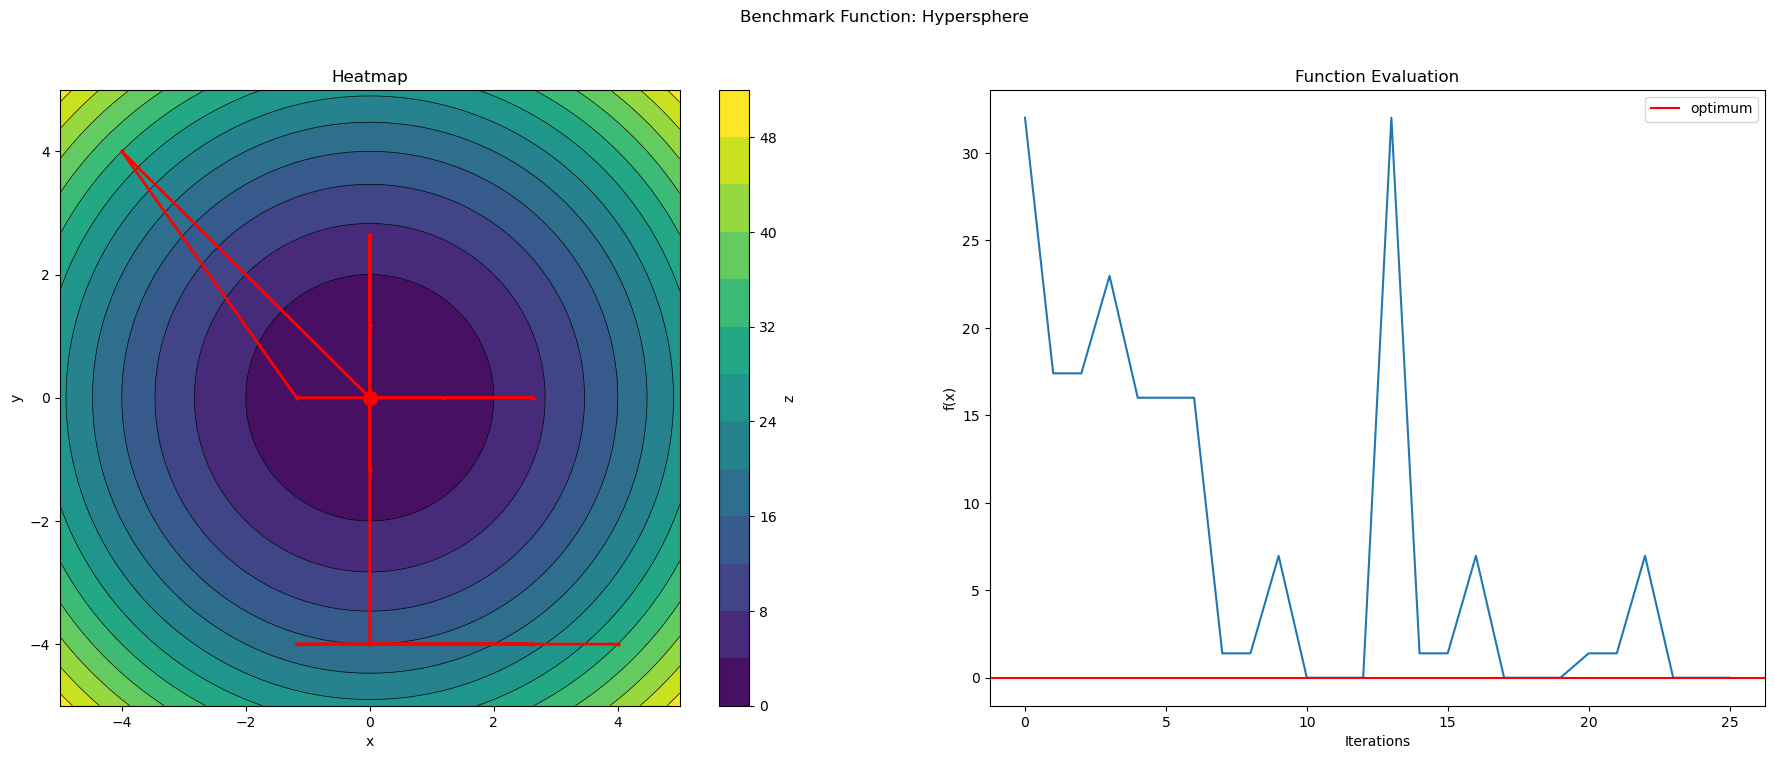 Benchmark Function: Hypersphere
Heatmap
4
2
0
−2
−4
y
−4 −2 0 2 4
x
48
40
32
24
16
8
0
z
Function Evaluation
optimum
30
25
20
15
10
5
0
f(x)
0 5 10 15 20 25
Iterations